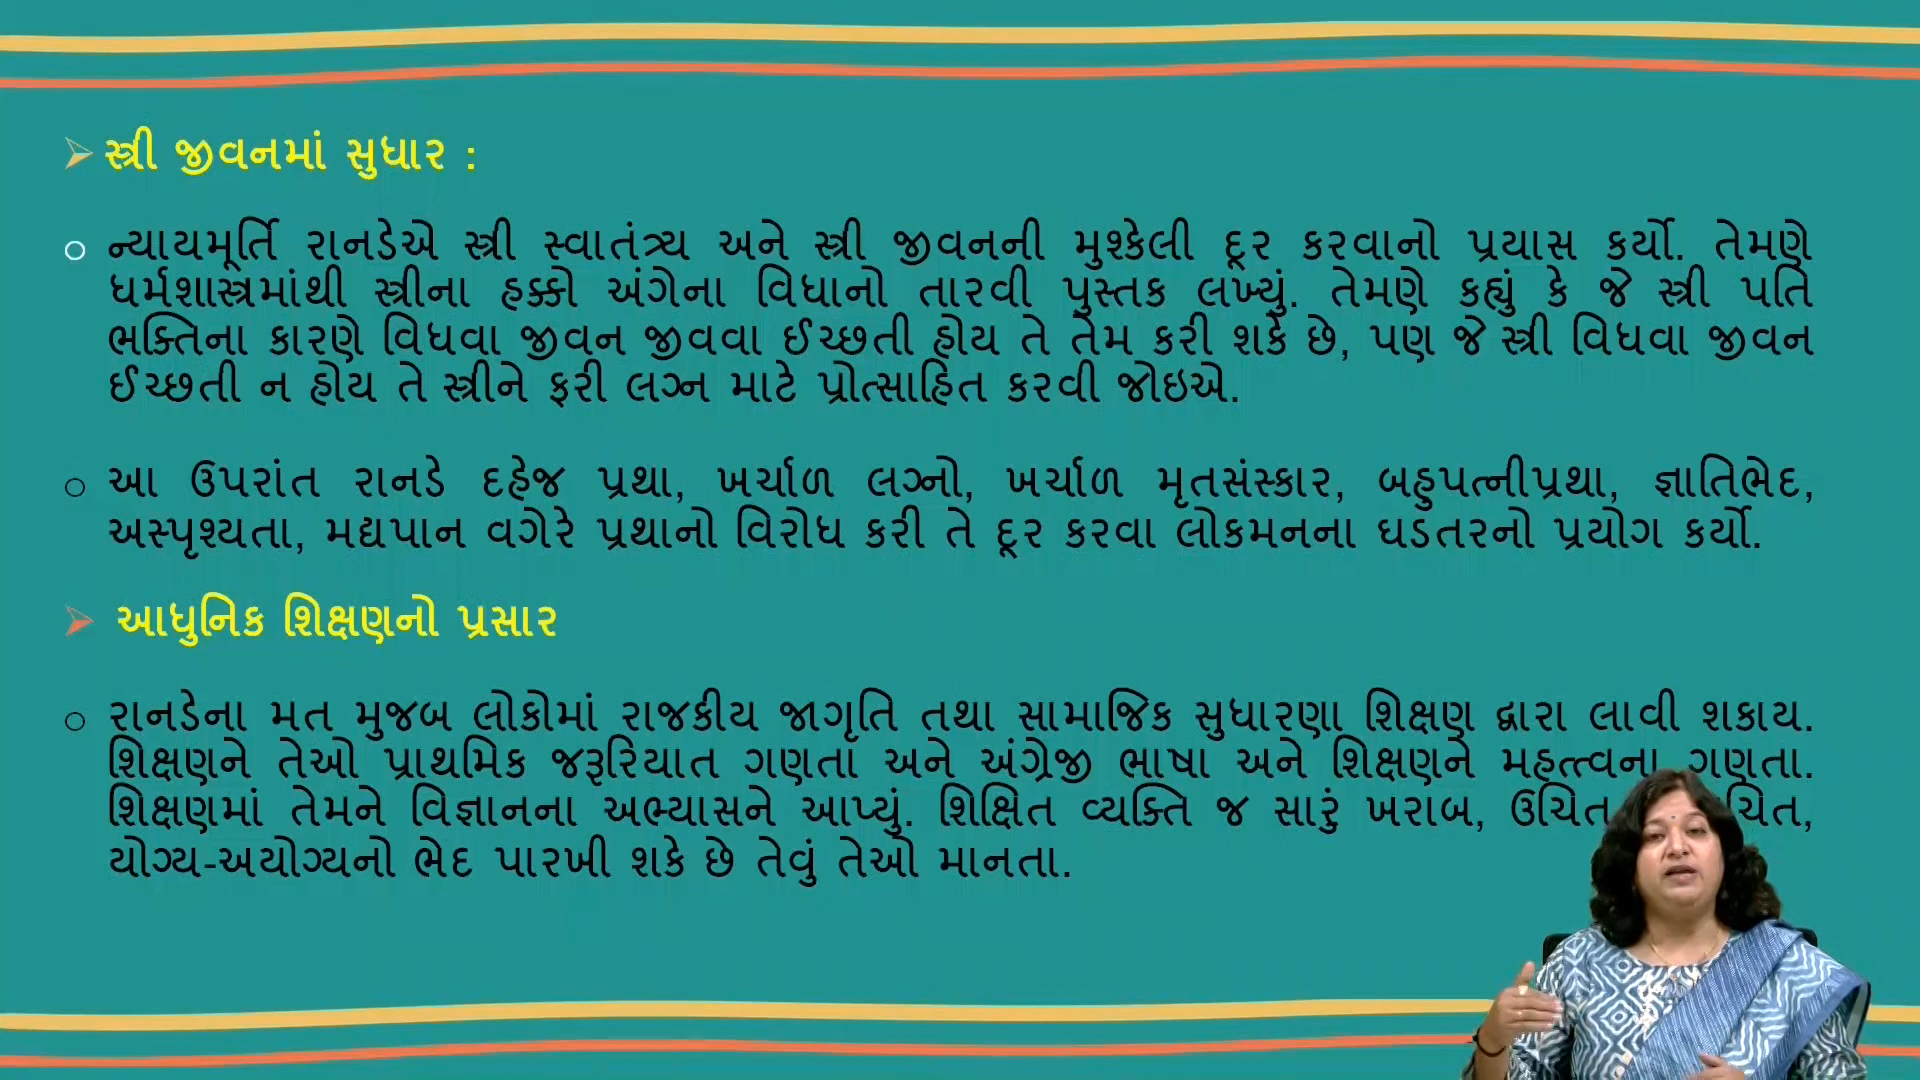 સ્ત્રી જીવનમાં સુધાર :
ન્યાયમૂર્તિ રાનડેએ સ્ત્રી સ્વાતંત્ર્ય અને સ્ત્રી જીવનની મુશ્કેલી દૂર કરવાનો પ્રયાસ કર્યો. તેમણે
ધર્મશાસ્ત્રમાંથી સ્ત્રીના હક્કો અંગેના વિધાનો તારવી પુસ્તક લખ્યું. તેમણે કહ્યું કે જે સ્ત્રી પતિ
ભક્તિના કારણે વિધવા જીવન જીવવા ઈચ્છતી હોય તે તેમ કરી શકે છે, પણ જે સ્ત્રી વિધવા જીવન
ઈચ્છતી ન હોય તે સ્ત્રીને ફરી લગ્ન માટે પ્રોત્સાહિત કરવી જોઇએ.
આ ઉપરાંત રાનડે દહેજ પ્રથા, ખર્ચાળ લગ્નો, ખર્ચાળ મૃતસંસ્કાર, બહુપત્નીપ્રથા, જ્ઞાતિભેદ,
અસ્પૃશ્યતા, મદ્યપાન વગેરે પ્રથાનો વિરોધ કરી તે દૂર કરવા લોકમનના ઘડતરનો પ્રયોગ કર્યો.
આધુનિક શિક્ષણનો પ્રસાર
રાનડેના મત મુજબ લોકોમાં રાજકીય જાગૃતિ તથા સામાજિક સુધારણા શિક્ષણ દ્વારા લાવી શકાય.
શિક્ષણને તેઓ પ્રાથમિક જરૂરિયાત ગણતા અને અંગ્રેજી ભાષા અને શિક્ષણને મહત્ત્વના ગણતા.
શિક્ષણમાં તેમને વિજ્ઞાનના અભ્યાસને આપ્યું. શિક્ષિત વ્યક્તિ જ સારું ખરાબ, ઉચિત
યોગ્ય-અયોગ્યનો ભેદ પારખી શકે છે તેવું તેઓ માનતા.